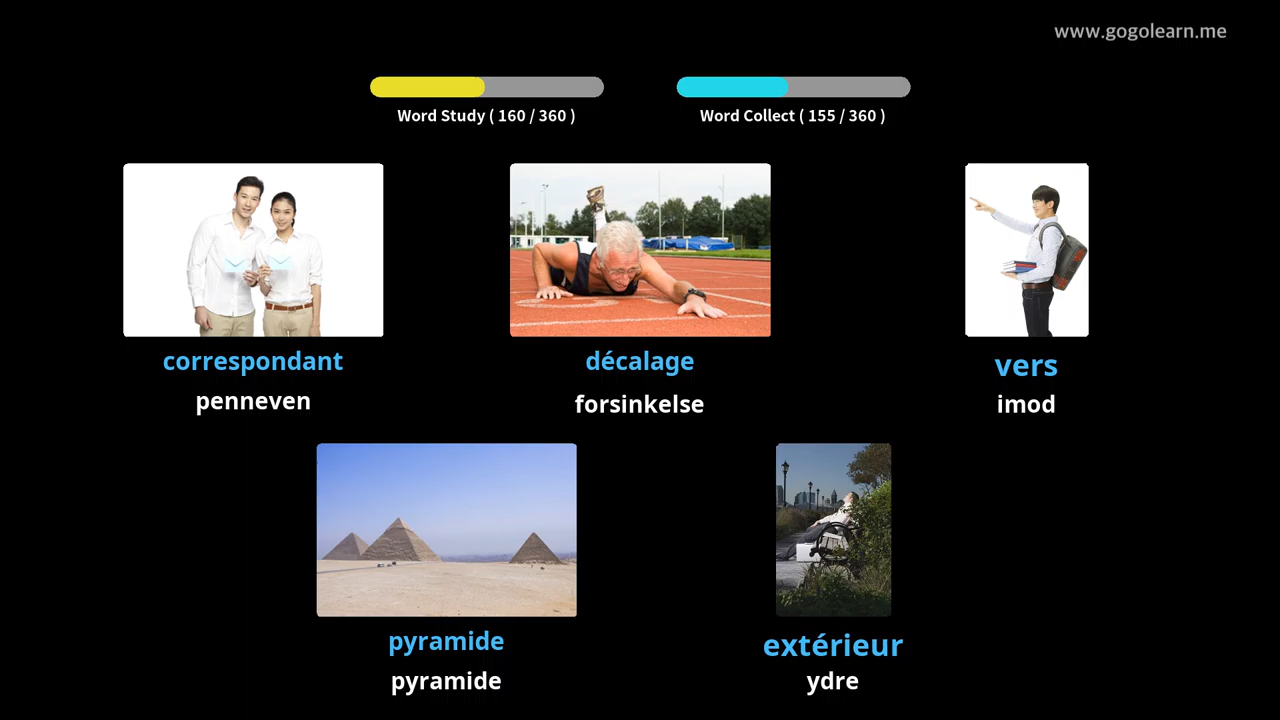 www.gogolearn.me
Word Study ( 160 / 360 )
Word Collect ( 155 / 360 )
correspondant
penneven
décalage
forsinkelse
vers
imod
pyramide
pyramide
extérieur
ydre